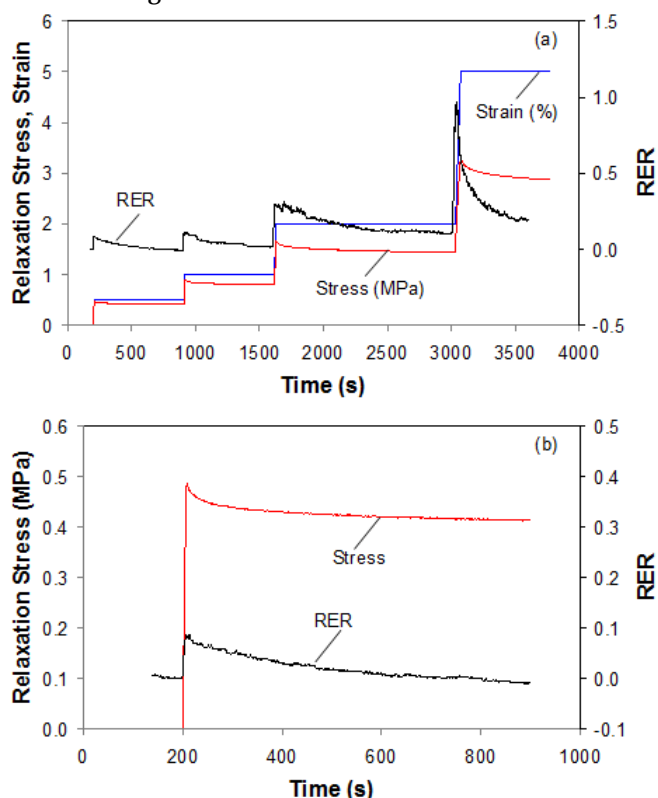 (a)
6
5
4
3
2
1
0
Relaxation Stress, Strain
1.5
1.0
0.5
0.0
-0.5
RER
Strain (%)
RER
Stress (MPa)
0 500 1000 1500 2000 2500 3000 3500 4000
Time (s)
(b)
0.6
0.5
0.4
0.3
0.2
0.1
0.0
Relaxation Stress (MPa)
0.5
0.4
0.3
0.2
0.1
0.0
-0.1
RER
Stress
RER
0 200 400 600 800 1000
Time (s)